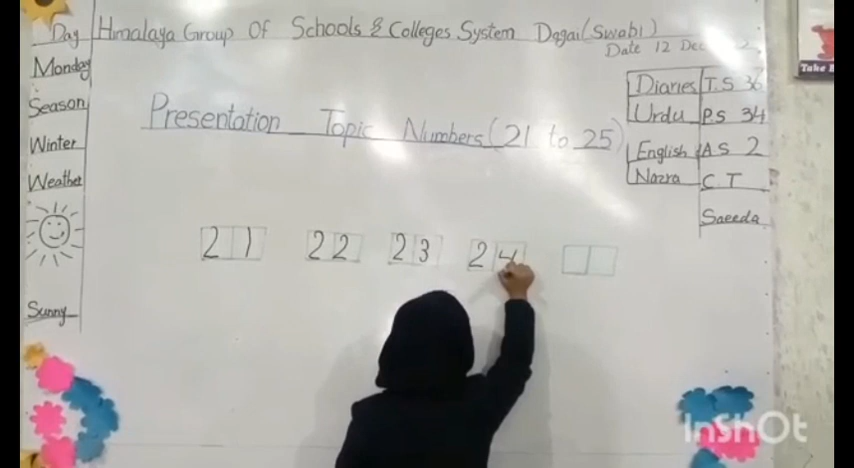 Day Himalaya Group Of Schools & Colleges System Dagai (Swabi)
Date 12 Dec
Monday
Season
Winter
Weather
Sunny
Presentation Topic Numbers (21 to 25)
Diaries T.S 36
Urdu P.S 34
English A S 2
Nazra C.T
Saeeda
21 22 23 24
Take
InShOt